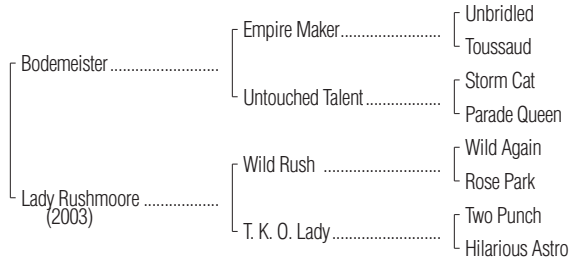 Unbridled
Empire Maker.....................
Toussaud
Bodemeister ......................
Storm Cat
Untouched Talent ...............
Parade Queen
Wild Again
Wild Rush ........................
Rose Park
Lady Rushmoore ...............
(2003)
Two Punch
T. K. O. Lady......................
Hilarious Astro